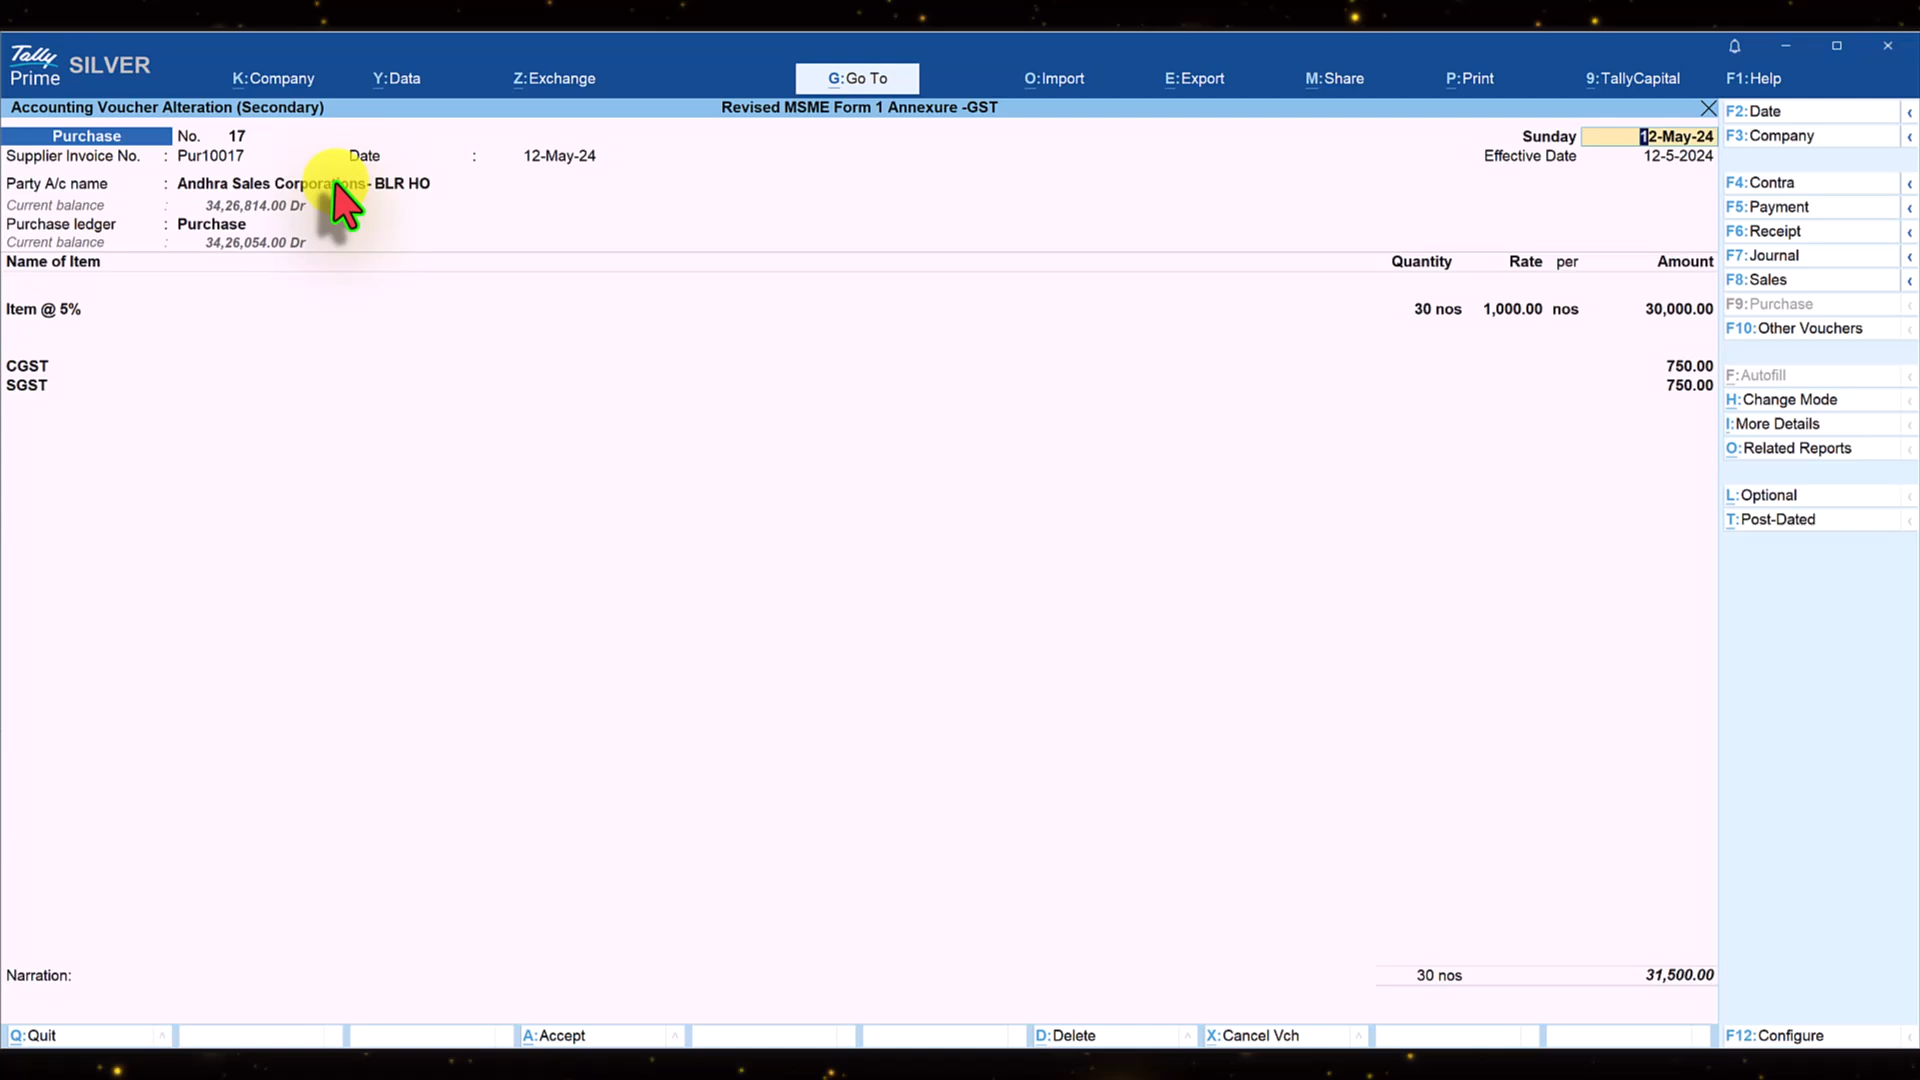 Tally
Prime SILVER
K:Company Y:Data Z:Exchange G:Go To O:Import E:Export M:Share P:Print 9:TallyCapital F1:Help
Accounting Voucher Alteration (Secondary) Revised MSME Form 1 Annexure -GST
Purchase No. 17 Sunday 12-May-24
Supplier Invoice No. : Pur10017 Date : 12-May-24 Effective Date 12-5-2024
Party A/c name : Andhra Sales Corporations- BLR HO
Current balance : 34,26,814.00 Dr
Purchase ledger : Purchase
Current balance : 34,26,054.00 Dr
Name of Item Quantity Rate per Amount
Item @ 5% 30 nos 1,000.00 nos 30,000.00
CGST 750.00
SGST 750.00
Narration: 30 nos 31,500.00
Q:Quit A:Accept D:Delete X:Cancel Vch F12:Configure
F2:Date
F3:Company
F4:Contra
F5:Payment
F6:Receipt
F7:Journal
F8:Sales
F9:Purchase
F10:Other Vouchers
F:Autofill
H:Change Mode
I:More Details
O:Related Reports
L:Optional
T:Post-Dated